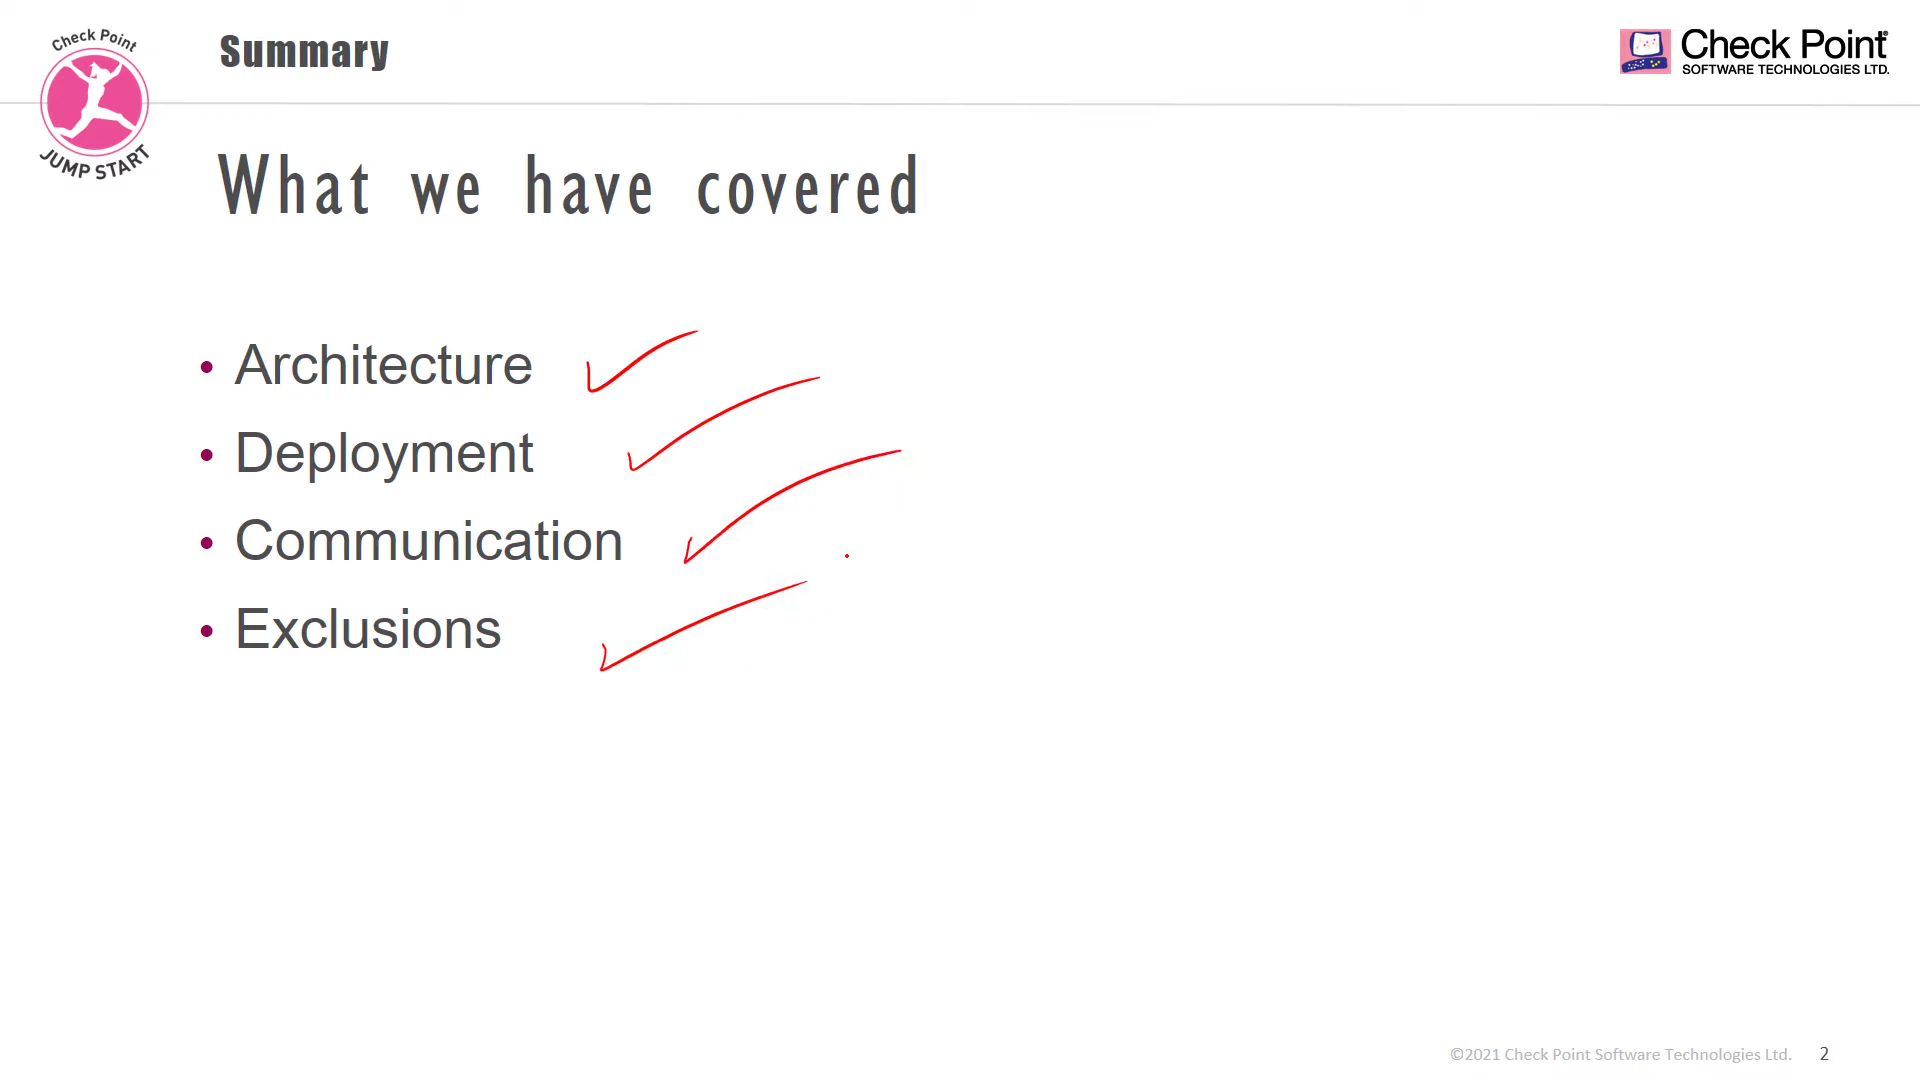 Check Point
JUMP START
Summary
Check Point
SOFTWARE TECHNOLOGIES LTD.
What we have covered
• Architecture
• Deployment
• Communication
• Exclusions
©2021 Check Point Software Technologies Ltd. 2